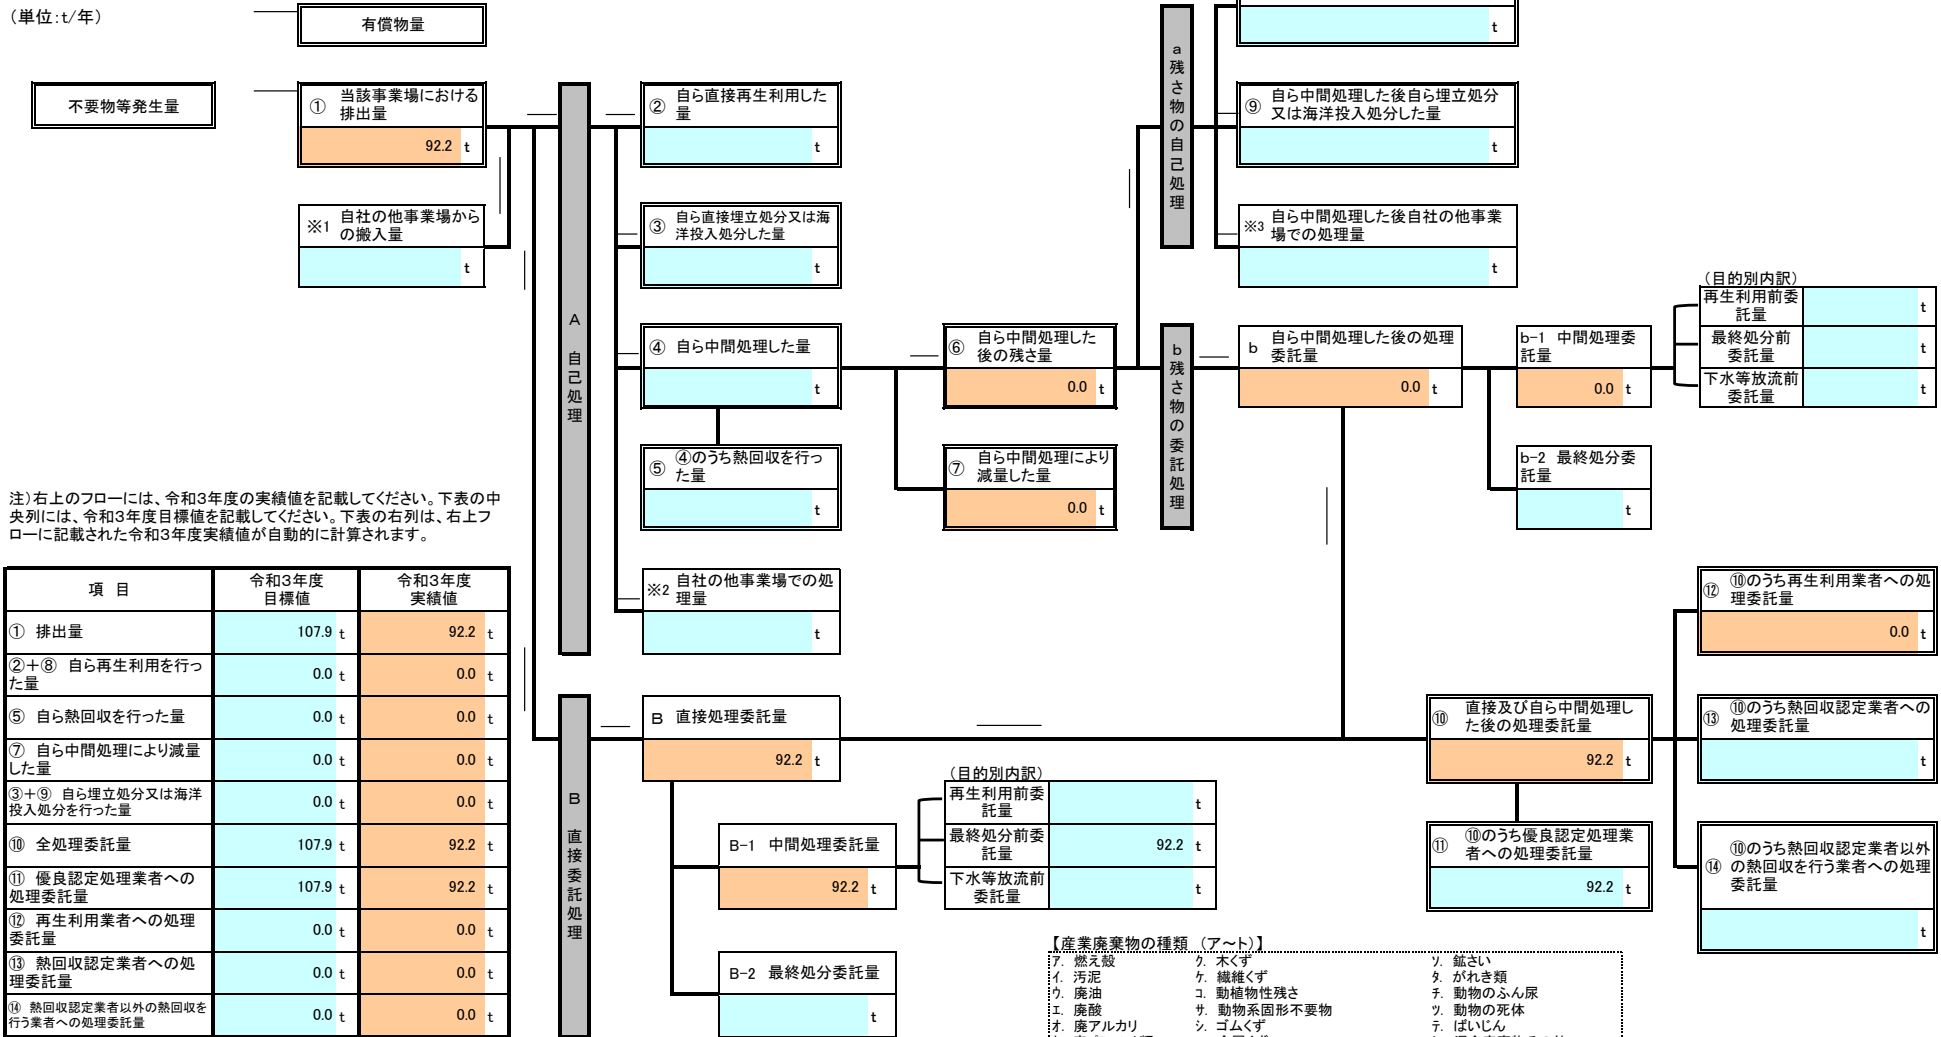 (単位:t/年)
有償物量
t
不要物等発生量
① 当該事業場における
排出量
92.2 t
※1 自社の他事業場から
の搬入量
t
A 自己処理
② 自ら直接再生利用した
量
t
③ 自ら直接埋立処分又は海
洋投入処分した量
t
④ 自ら中間処理した量
t
⑤ ④のうち熱回収を行っ
た量
t
※2 自社の他事業場での処
理量
t
⑥ 自ら中間処理した
後の残さ量
0.0 t
⑦ 自ら中間処理により
減量した量
0.0 t
a 残さ物の自己処理
⑨ 自ら中間処理した後自ら埋立処分
又は海洋投入処分した量
t
※3 自ら中間処理した後自社の他事業
場での処理量
t
b 残さ物の委託処理
b 自ら中間処理した後の処理
委託量
0.0 t
b-1 中間処理委
託量
0.0 t
b-2 最終処分委
託量
t
(目的別内訳)
再生利用前委
託量
t
最終処分前
委託量
t
下水等放流前
委託量
t
注)右上のフローには、令和3年度の実績値を記載してください。下表の中
央列には、令和3年度目標値を記載してください。下表の右列は、右上フ
ローに記載された令和3年度実績値が自動的に計算されます。
項 目 令和3年度 令和3年度
目標値 実績値
① 排出量 107.9 t 92.2 t
②+⑧ 自ら再生利用を行っ
た量 0.0 t 0.0 t
⑤ 自ら熱回収を行った量 0.0 t 0.0 t
⑦ 自ら中間処理により減量
した量 0.0 t 0.0 t
③+⑨ 自ら埋立処分又は海洋
投入処分を行った量 0.0 t 0.0 t
⑩ 全処理委託量 107.9 t 92.2 t
⑪ 優良認定処理業者への
処理委託量 107.9 t 92.2 t
⑫ 再生利用業者への処理
委託量 0.0 t 0.0 t
⑬ 熱回収認定業者への処
理委託量 0.0 t 0.0 t
⑭ 熱回収認定業者以外の熱回収を
行う業者への処理委託量 0.0 t 0.0 t
B 直接委託処理
B 直接処理委託量
92.2 t
B-1 中間処理委託量
92.2 t
B-2 最終処分委託量
t
(目的別内訳)
再生利用前委
託量
t
最終処分前委
託量
92.2 t
下水等放流前
委託量
t
⑩ 直接及び自ら中間処理し
た後の処理委託量
92.2 t
⑪ ⑩のうち優良認定処理業
者への処理委託量
92.2 t
⑫ ⑩のうち再生利用業者への処
理委託量
0.0 t
⑬ ⑩のうち熱回収認定業者への
処理委託量
t
⑭ ⑩のうち熱回収認定業者以外
の熱回収を行う業者への処理
委託量
t
【産業廃棄物の種類 (ア~ト)】
ア. 燃え殻 ク. 木くず ソ. 鉱さい
イ. 汚泥 ケ. 繊維くず タ. がれき類
ウ. 廃油 コ. 動植物性残さ チ. 動物のふん尿
エ. 廃酸 サ. 動物系固形不要物 ツ. 動物の死体
オ. 廃アルカリ シ. ゴムくず テ. ばいじん